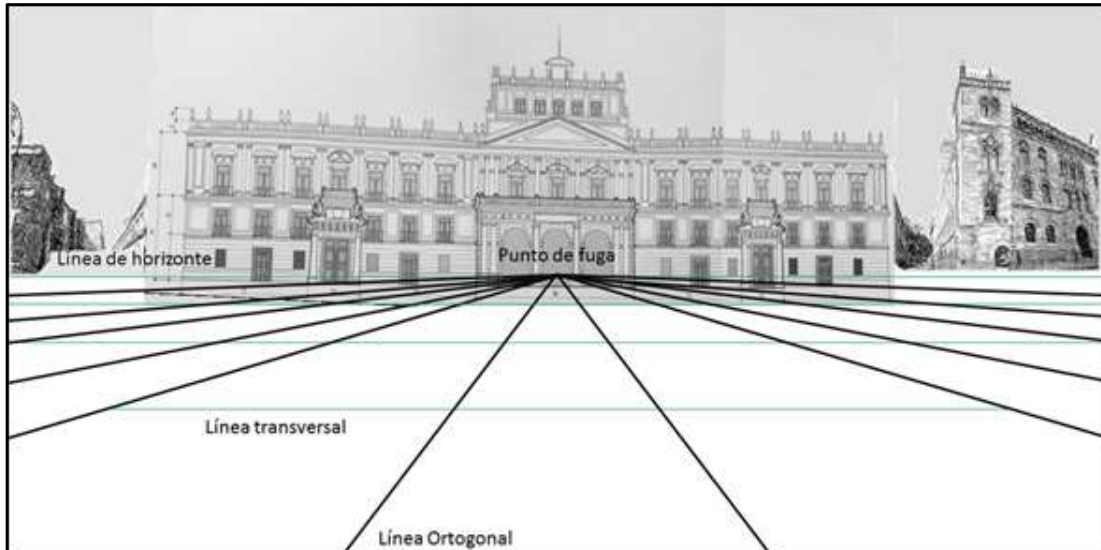 Línea de horizonte
Punto de fuga
Línea transversal
Línea Ortogonal